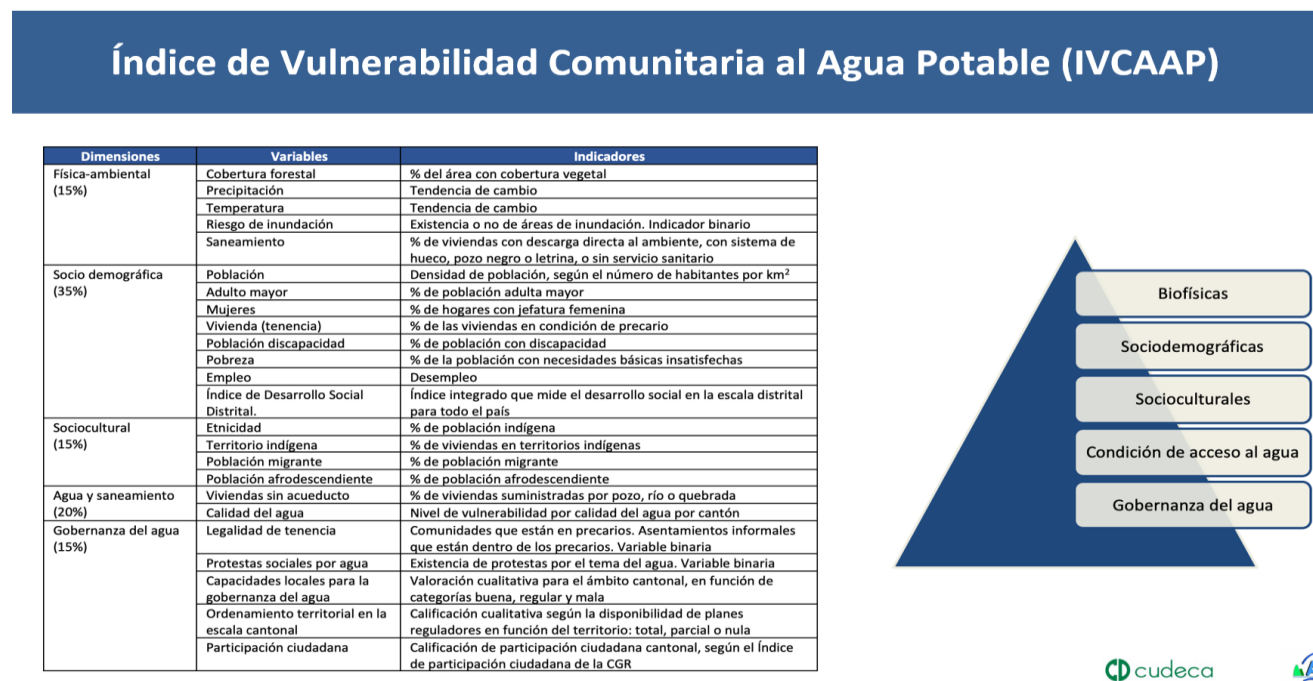 Índice de Vulnerabilidad Comunitaria al Agua Potable (IVCAAP)
Dimensiones Variables Indicadores
Física-ambiental Cobertura forestal % del área con cobertura vegetal
(15%) Precipitación Tendencia de cambio
Temperatura Tendencia de cambio
Riesgo de inundación Existencia o no de áreas de inundación. Indicador binario
Saneamiento % de viviendas con descarga directa al ambiente, con sistema de
hueco, pozo negro o letrina, o sin servicio sanitario
Socio demográfica Población Densidad de población, según el número de habitantes por km²
(35%) Adulto mayor % de población adulta mayor
Mujeres % de hogares con jefatura femenina
Vivienda (tenencia) % de las viviendas en condición de precario
Población discapacidad % de población con discapacidad
Pobreza % de la población con necesidades básicas insatisfechas
Empleo Desempleo
Índice de Desarrollo Social Índice integrado que mide el desarrollo social en la escala distrital
Distrital. para todo el país
Sociocultural Etnicidad % de población indígena
(15%) Territorio indígena % de viviendas en territorios indígenas
Población migrante % de población migrante
Población afrodescendiente % de población afrodescendiente
Agua y saneamiento Viviendas sin acueducto % de viviendas suministradas por pozo, río o quebrada
(20%) Calidad del agua Nivel de vulnerabilidad por calidad del agua por cantón
Gobernanza del agua Legalidad de tenencia Comunidades que están en precarios. Asentamientos informales
(15%) que están dentro de los precarios. Variable binaria
Protestas sociales por agua Existencia de protestas por el tema del agua. Variable binaria
Capacidades locales para la Valoración cualitativa para el ámbito cantonal, en función de
gobernanza del agua categorías buena, regular y mala
Ordenamiento territorial en la Calificación cualitativa según la disponibilidad de planes
escala cantonal reguladores en función del territorio: total, parcial o nula
Participación ciudadana Calificación de participación ciudadana cantonal, según el Índice
de participación ciudadana de la CGR
Biofísicas
Sociodemográficas
Socioculturales
Condición de acceso al agua
Gobernanza del agua
cudeca